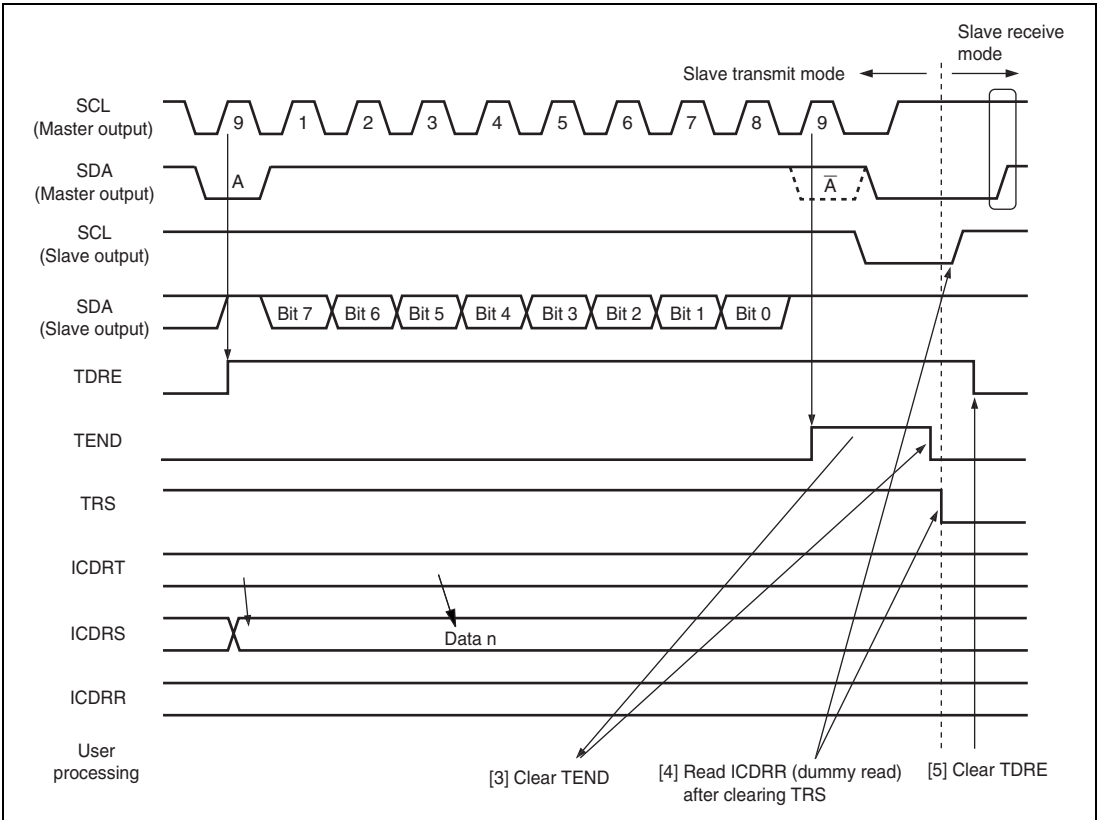 Slave receive
mode
Slave transmit mode
SCL
(Master output)
9 1 2 3 4 5 6 7 8 9
SDA
(Master output)
A A̅
SCL
(Slave output)
SDA
(Slave output)
Bit 7 Bit 6 Bit 5 Bit 4 Bit 3 Bit 2 Bit 1 Bit 0
TDRE
TEND
TRS
ICDRT
ICDRS
Data n
ICDRR
User
processing
[3] Clear TEND
[4] Read ICDRR (dummy read)
after clearing TRS
[5] Clear TDRE